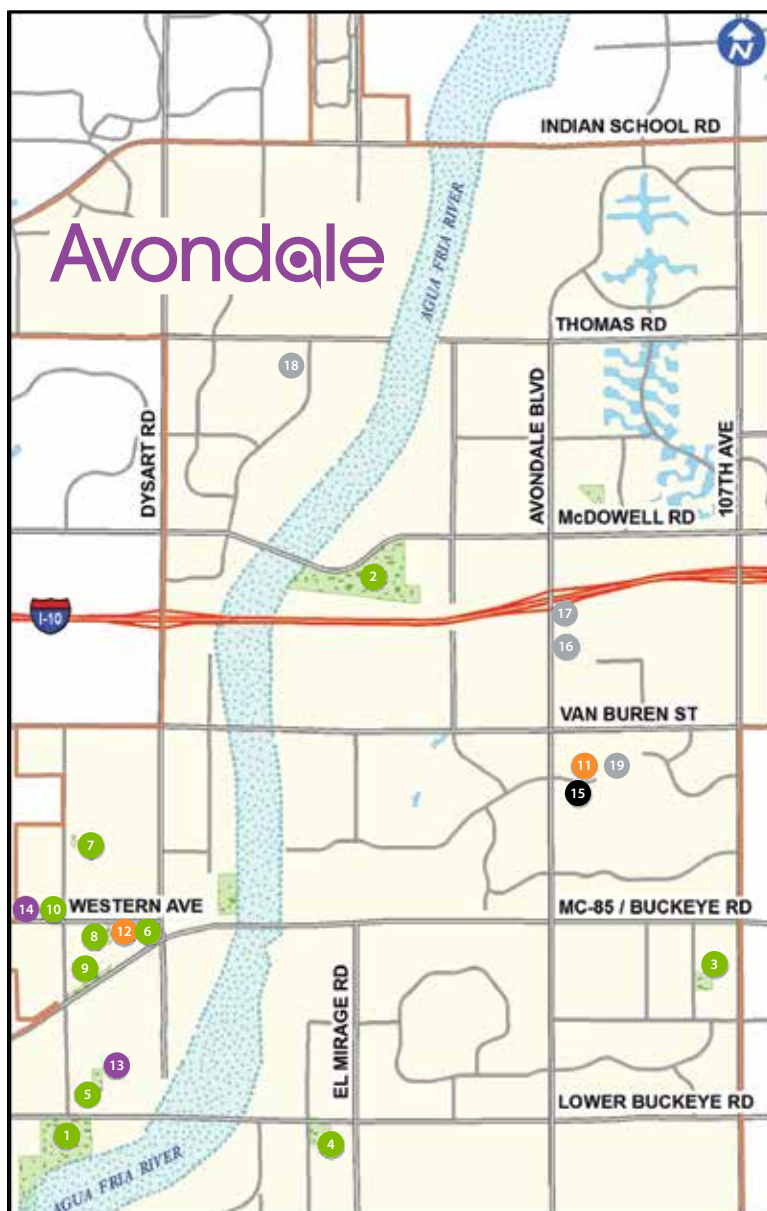 N
INDIAN SCHOOL RD
AGUA FRIA RIVER
Avondale
THOMAS RD
18
DYSART RD
AVONDALE BLVD
107TH AVE
McDOWELL RD
2
I-10
17
16
VAN BUREN ST
11
19
15
7
14
10
WESTERN AVE
MC-85 / BUCKEYE RD
8
12
6
9
3
EL MIRAGE RD
13
5
LOWER BUCKEYE RD
1
4
AGUA FRIA RIVER